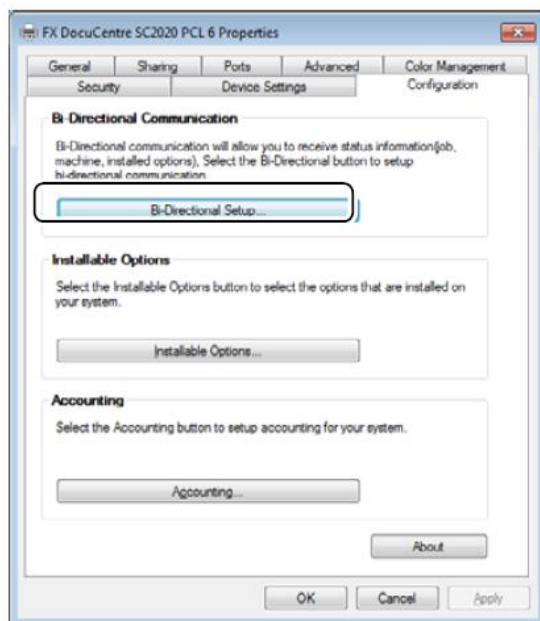 FX DocuCentre SC2020 PCL 6 Properties
General Sharing Ports Advanced Color Management
Security Device Settings Configuration
Bi-Directional Communication
Bi-Directional communication will allow you to receive status information(job,
machine, installed options), Select the Bi-Directional button to setup
bi-directional communication
Bi-Directional Setup...
Installable Options
Select the Installable Options button to select the options that are installed on
your system.
Installable Options...
Accounting
Select the Accounting button to setup accounting for your system.
Accounting...
About
OK Cancel Apply